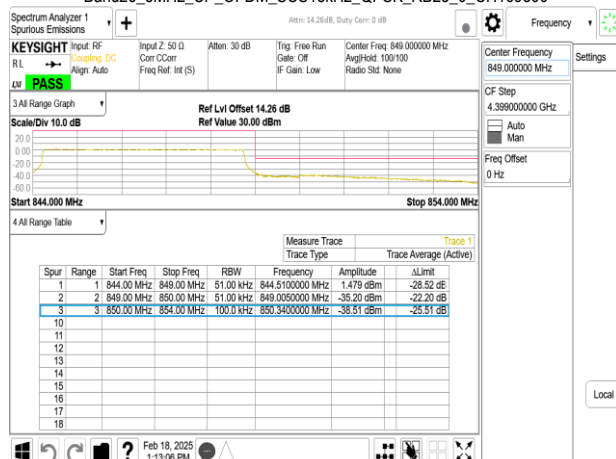 Spectrum Analyzer 1
Spurious Emissions
Attn: 14.26dB, Duty Corr: 0 dB
Frequency
Settings
KEYSIGHT
RL
LXI
PASS
Input: RF
Coupling: DC
Align: Auto
Input Z: 50 Ω
Corr CCorr
Freq Ref: Int (S)
Atten: 30 dB
Trig: Free Run
Gate: Off
IF Gain: Low
Center Freq: 849.000000 MHz
Avg|Hold: 100/100
Radio Std: None
Center Frequency
849.000000 MHz
CF Step
4.399000000 GHz
Auto
Man
Freq Offset
0 Hz
3 All Range Graph
Scale/Div 10.0 dB
Ref Lvl Offset 14.26 dB
Ref Value 30.00 dBm
20.0
0.00
-20.0
-40.0
-60.0
Start 844.000 MHz
Stop 854.000 MHz
4 All Range Table
Measure Trace Trace 1
Trace Type Trace Average (Active)
Spur Range Start Freq Stop Freq RBW Frequency Amplitude ΔLimit
1 1 844.00 MHz 849.00 MHz 51.00 kHz 844.5100000 MHz 1.479 dBm -28.52 dB
2 2 849.00 MHz 850.00 MHz 51.00 kHz 849.0050000 MHz -35.20 dBm -22.20 dB
3 3 850.00 MHz 854.00 MHz 100.0 kHz 850.3400000 MHz -38.51 dBm -25.51 dB
10
11
12
13
14
15
16
17
18
Local
Feb 18, 2025
1:13:06 PM